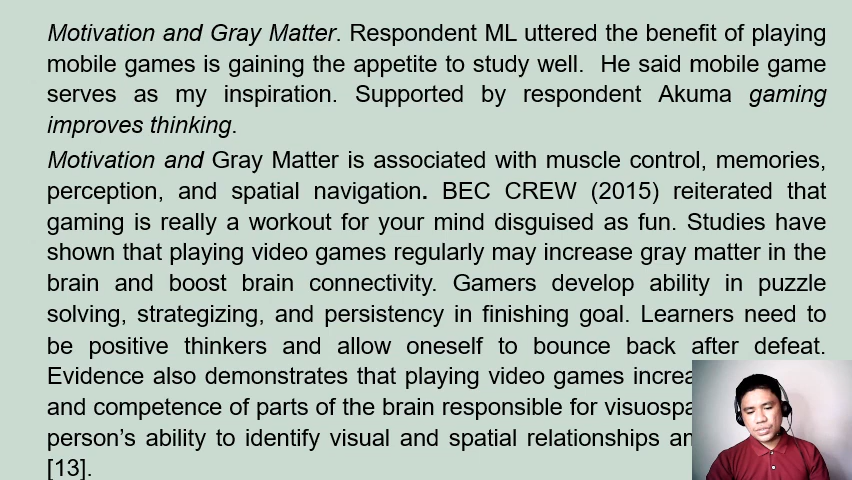 Motivation and Gray Matter. Respondent ML uttered the benefit of playing
mobile games is gaining the appetite to study well. He said mobile game
serves as my inspiration. Supported by respondent Akuma gaming
improves thinking.
Motivation and Gray Matter is associated with muscle control, memories,
perception, and spatial navigation. BEC CREW (2015) reiterated that
gaming is really a workout for your mind disguised as fun. Studies have
shown that playing video games regularly may increase gray matter in the
brain and boost brain connectivity. Gamers develop ability in puzzle
solving, strategizing, and persistency in finishing goal. Learners need to
be positive thinkers and allow oneself to bounce back after defeat.
Evidence also demonstrates that playing video games
and competence of parts of the brain responsible for
person's ability to identify visual and spatial relationships
[13].